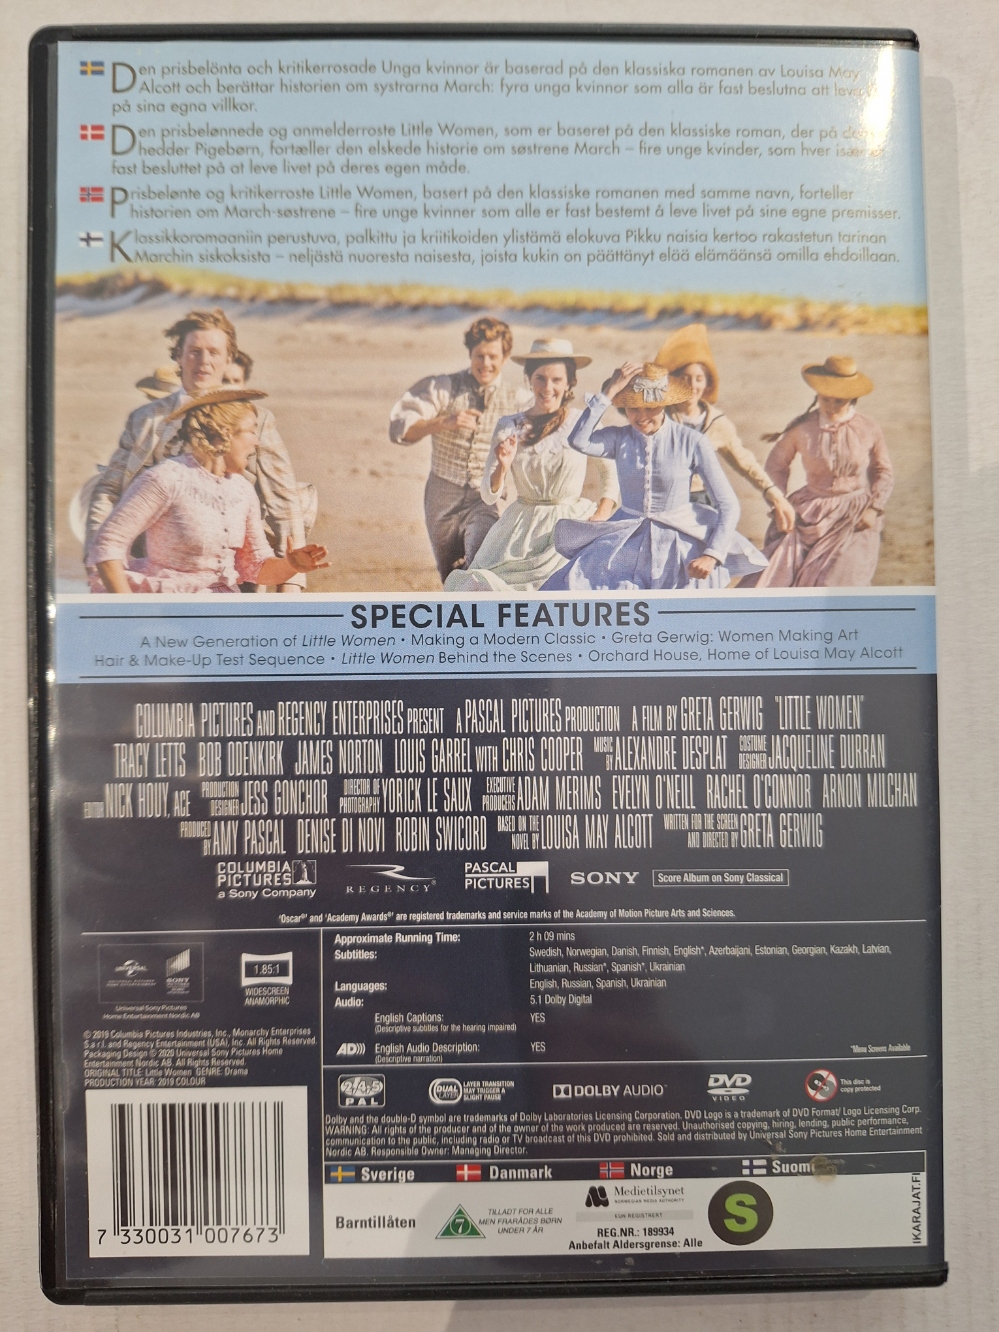 Den prisbelönta och kritikerrosade Unga kvinnor är baserad på den klassiska romanen av Louisa May
Alcott och berättar historien om systrarna March: fyra unga kvinnor som alla är fast beslutna att leva
på sina egna villkor.
Den prisbelønnede og anmelderroste Little Women, som er baseret på den klassiske roman, der på
hedder Pigebørn, fortæller den elskede historie om søstrene March – fire unge kvinder, som hver især
fast besluttet på at leve livet på deres egen måde.
Prisbelønte og kritikerroste Little Women, basert på den klassiske romanen med samme navn, forteller
historien om March-søstrene – fire unge kvinner som alle er fast bestemt å leve livet på sine egne premisser.
Klassikkoromaaniin perustuva, palkittu ja kriitikoiden ylistämä elokuva Pikku naisia kertoo rakastetun tarinan
Marchin siskoksista – neljästä nuoresta naisesta, joista kukin on päättänyt elää elämäänsä omilla ehdoillaan.
SPECIAL FEATURES
A New Generation of Little Women • Making a Modern Classic • Greta Gerwig: Women Making Art
Hair & Make-Up Test Sequence • Little Women Behind the Scenes • Orchard House, Home of Louisa May Alcott
COLUMBIA PICTURES AND REGENCY ENTERPRISES PRESENT A PASCAL PICTURES PRODUCTION A FILM BY GRETA GERWIG "LITTLE WOMEN"
TRACY LETTS BOB ODENKIRK JAMES NORTON LOUIS GARREL WITH CHRIS COOPER MUSIC BY ALEXANDRE DESPLAT COSTUME DESIGNER JACQUELINE DURRAN
EDITOR NICK HOUY, ACE PRODUCTION DESIGNER JESS GONCHOR DIRECTOR OF PHOTOGRAPHY YORICK LE SAUX EXECUTIVE PRODUCERS ADAM MERIMS EVELYN O'NEILL RACHEL O'CONNOR ARNON MILCHAN
PRODUCED BY AMY PASCAL DENISE DI NOVI ROBIN SWICORD BASED ON THE NOVEL BY LOUISA MAY ALCOTT WRITTEN FOR THE SCREEN AND DIRECTED BY GRETA GERWIG
COLUMBIA PICTURES a Sony Company
REGENCY®
PASCAL PICTURES
SONY
Score Album on Sony Classical
'Oscar®' and 'Academy Awards®' are registered trademarks and service marks of the Academy of Motion Picture Arts and Sciences.
UNIVERSAL
SONY
Universal Sony Pictures
Home Entertainment Nordic AB
1.85:1
WIDESCREEN
ANAMORPHIC
© 2019 Columbia Pictures Industries, Inc., Monarchy Enterprises
S.a r.l. and Regency Entertainment (USA), Inc. All Rights Reserved.
Packaging Design © 2020 Universal Sony Pictures Home
Entertainment Nordic AB. All Rights Reserved.
ORIGINAL TITLE: Little Women GENRE: Drama
PRODUCTION YEAR: 2019 COLOUR
Approximate Running Time: 2 h 09 mins
Subtitles: Swedish, Norwegian, Danish, Finnish, English*, Azerbaijani, Estonian, Georgian, Kazakh, Latvian,
Lithuanian, Russian*, Spanish*, Ukrainian
Languages: English, Russian, Spanish, Ukrainian
Audio: 5.1 Dolby Digital
English Captions: YES
(Descriptive subtitles for the hearing impaired)
AD))) English Audio Description: YES
(Descriptive narration)
*Menu Screens Available
2,4,5
PAL
DUAL LAYER
LAYER TRANSITION
MAY TRIGGER A
SLIGHT PAUSE
DOLBY AUDIO™
DVD VIDEO
This disc is
copy protected
Dolby and the double-D symbol are trademarks of Dolby Laboratories Licensing Corporation. DVD Logo is a trademark of DVD Format/ Logo Licensing Corp.
WARNING: All rights of the producer and of the owner of the work produced are reserved. Unauthorised copying, hiring, lending, public performance,
communication to the public, including radio or TV broadcast of this DVD prohibited. Sold and distributed by Universal Sony Pictures Home Entertainment
Nordic AB. Responsible Owner: Managing Director.
Sverige
Danmark
Norge
Suom
Barntillåten
7
TILLADT FOR ALLE
MEN FRARÅDES BØRN
UNDER 7 ÅR
Medietilsynet
NORWEGIAN MEDIA AUTHORITY
REG.NR.: 189934
Anbefalt Aldersgrense: Alle
S
IKARAJAT.FI
7 330031 007673